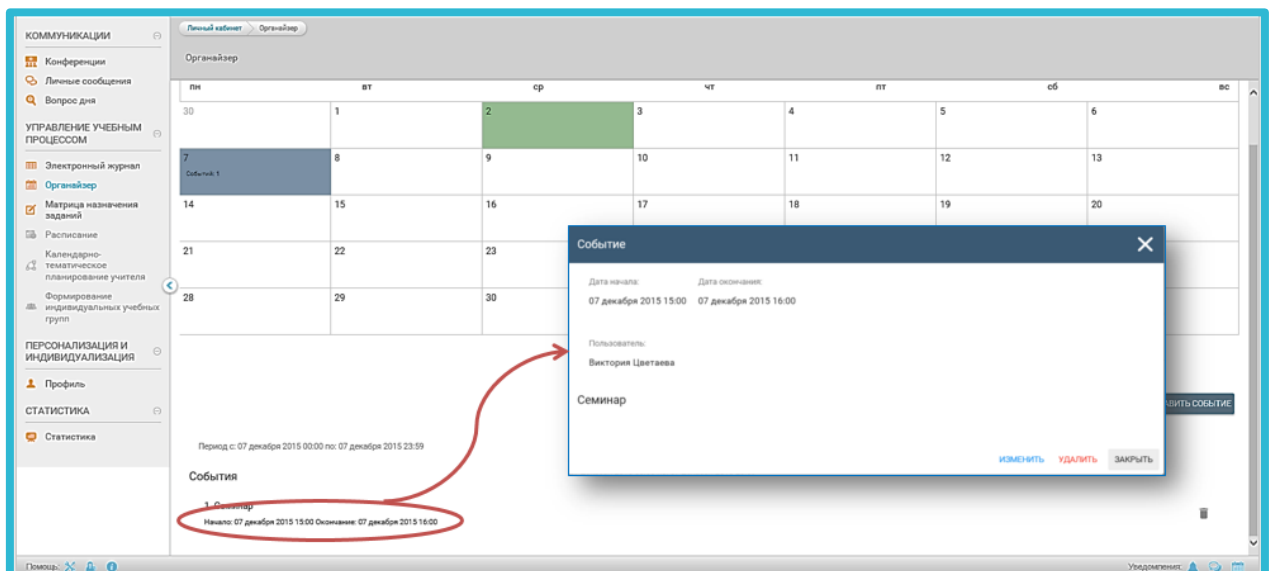 КОММУНИКАЦИИ
Конференции
Личные сообщения
Вопрос дня
УПРАВЛЕНИЕ УЧЕБНЫМ
ПРОЦЕССОМ
Электронный журнал
Органайзер
Матрица назначения
заданий
Расписание
Календарно-
тематическое
планирование учителя
Формирование
индивидуальных учебных
групп
ПЕРСОНАЛИЗАЦИЯ И
ИНДИВИДУАЛИЗАЦИЯ
Профиль
СТАТИСТИКА
Статистика
Личный кабинет Органайзер
Органайзер
пн вт ср чт пт сб вс
30 1 2 3 4 5 6
7 8 9 10 11 12 13
Событий: 1
14 15 16 17 18 19 20
21 22 23
28 29 30
Событие
Дата начала: Дата окончания:
07 декабря 2015 15:00 07 декабря 2015 16:00
Пользователь:
Виктория Цветаева
Семинар
ИЗМЕНИТЬ УДАЛИТЬ ЗАКРЫТЬ
АВИТЬ СОБЫТИЕ
Период с: 07 декабря 2015 00:00 по: 07 декабря 2015 23:59
События
1. Семинар
Начало: 07 декабря 2015 15:00 Окончание: 07 декабря 2015 16:00
Помощь: Уведомления: